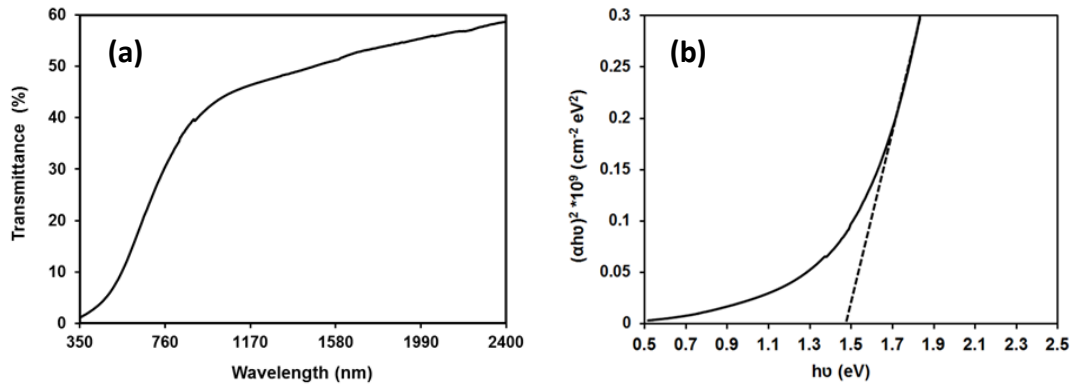 (a)
Transmittance (%)
60
50
40
30
20
10
0
350 760 1170 1580 1990 2400
Wavelength (nm)
(b)
(αhυ)² *10⁹ (cm⁻² eV²)
0.3
0.25
0.2
0.15
0.1
0.05
0
0.5 0.7 0.9 1.1 1.3 1.5 1.7 1.9 2.1 2.3 2.5
hυ (eV)